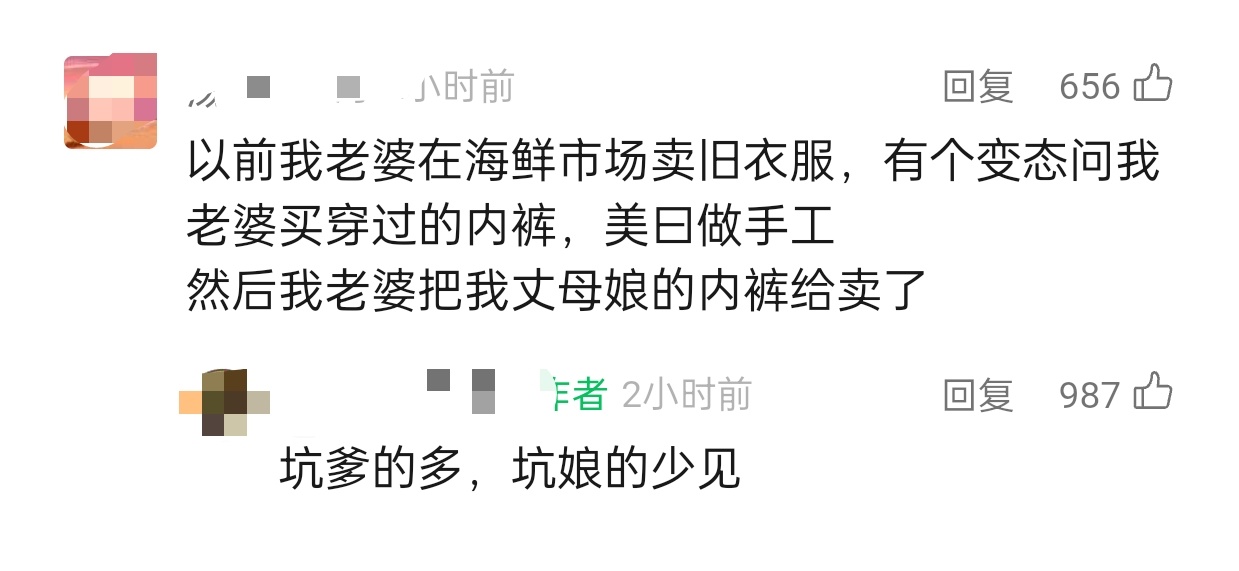 小时前 回复 656
以前我老婆在海鲜市场卖旧衣服，有个变态问我
老婆买穿过的内裤，美曰做手工
然后我老婆把我丈母娘的内裤给卖了
作者 2小时前 回复 987
坑爹的多，坑娘的少见